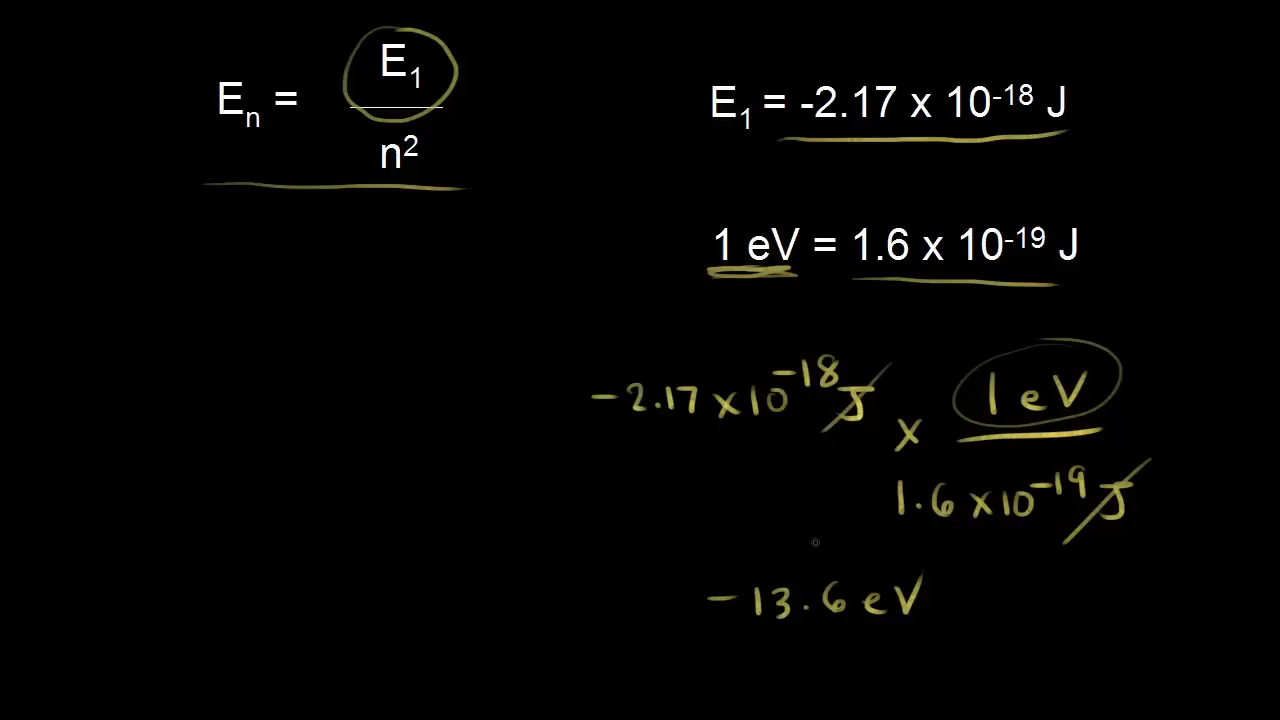 Eₙ = E₁ / n²
E₁ = -2.17 x 10⁻¹⁸ J
1 eV = 1.6 x 10⁻¹⁹ J
-2.17 x 10⁻¹⁸ J x 1 eV
1.6 x 10⁻¹⁹ J
-13.6 eV